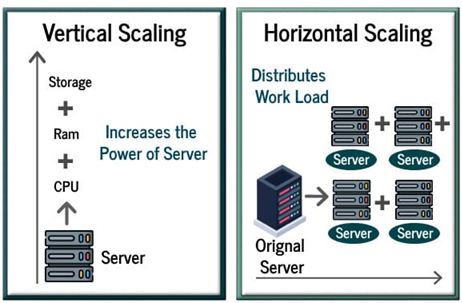 Vertical Scaling
Storage
+
Ram
+
CPU
Increases the
Power of Server
Server
Horizontal Scaling
Distributes
Work Load
+ +
Server Server
+
Server Server
Orignal
Server